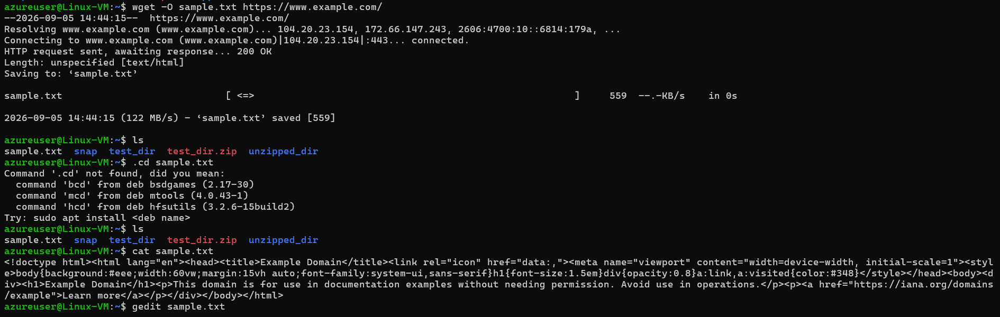 azureuser@Linux-VM:~$ wget -O sample.txt https://www.example.com/
--2026-09-05 14:44:15--  https://www.example.com/
Resolving www.example.com (www.example.com)... 104.20.23.154, 172.66.147.243, 2606:4700:10::6814:179a, ...
Connecting to www.example.com (www.example.com)|104.20.23.154|:443... connected.
HTTP request sent, awaiting response... 200 OK
Length: unspecified [text/html]
Saving to: ‘sample.txt’
sample.txt                            [ <=>                                                       ]     559  --.-KB/s    in 0s
2026-09-05 14:44:15 (122 MB/s) - ‘sample.txt’ saved [559]
azureuser@Linux-VM:~$ ls
sample.txt  snap  test_dir  test_dir.zip  unzipped_dir
azureuser@Linux-VM:~$ .cd sample.txt
Command '.cd' not found, did you mean:
  command 'bcd' from deb bsdgames (2.17-30)
  command 'mcd' from deb mtools (4.0.43-1)
  command 'hcd' from deb hfsutils (3.2.6-15build2)
Try: sudo apt install <deb name>
azureuser@Linux-VM:~$ ls
sample.txt  snap  test_dir  test_dir.zip  unzipped_dir
azureuser@Linux-VM:~$ cat sample.txt
<!doctype html><html lang="en"><head><title>Example Domain</title><link rel="icon" href="data:,"><meta name="viewport" content="width=device-width, initial-scale=1"><styl
e>body{background:#eee;width:60vw;margin:15vh auto;font-family:system-ui,sans-serif}h1{font-size:1.5em}div{opacity:0.8}a:link,a:visited{color:#348}</style></head><body><d
iv><h1>Example Domain</h1><p>This domain is for use in documentation examples without needing permission. Avoid use in operations.</p><p><a href="https://iana.org/domains
/example">Learn more</a></p></div></body></html>
azureuser@Linux-VM:~$ gedit sample.txt